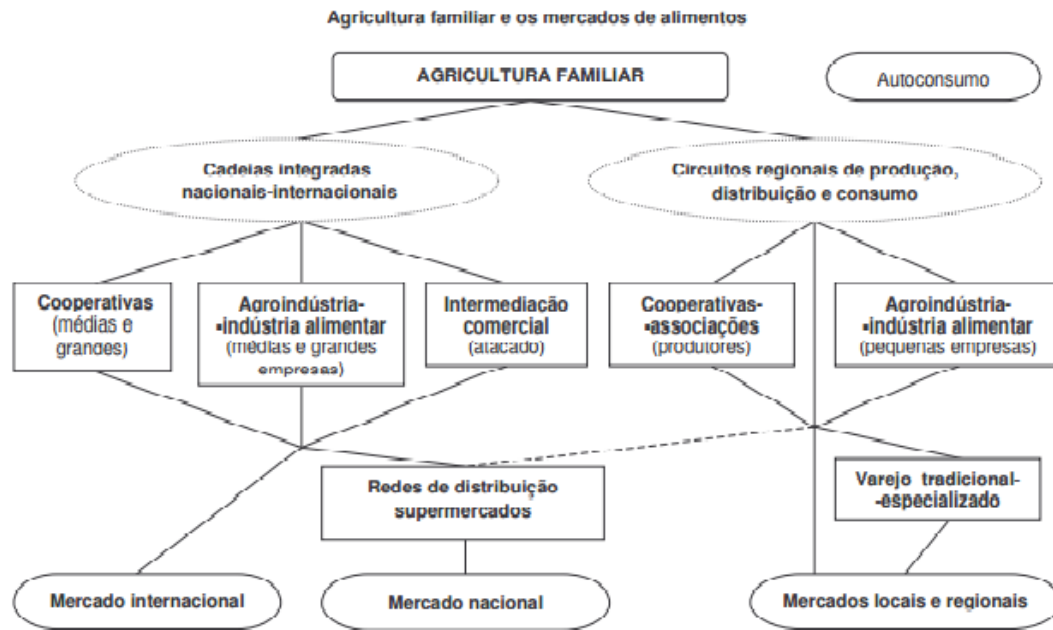 Agricultura familiar e os mercados de alimentos
AGRICULTURA FAMILIAR
Autoconsumo
Cadeias integradas
nacionais-internacionais
Circuitos regionais de produção,
distribuição e consumo
Cooperativas
(médias e
grandes)
Agroindústria-
-indústria alimentar
(médias e grandes
empresas)
Intermediação
comercial
(atacado)
Cooperativas-
-associações
(produtores)
Agroindústria-
-indústria alimentar
(pequenas empresas)
Redes de distribuição
supermercados
Varejo tradicional-
-especializado
Mercado internacional
Mercado nacional
Mercados locais e regionais